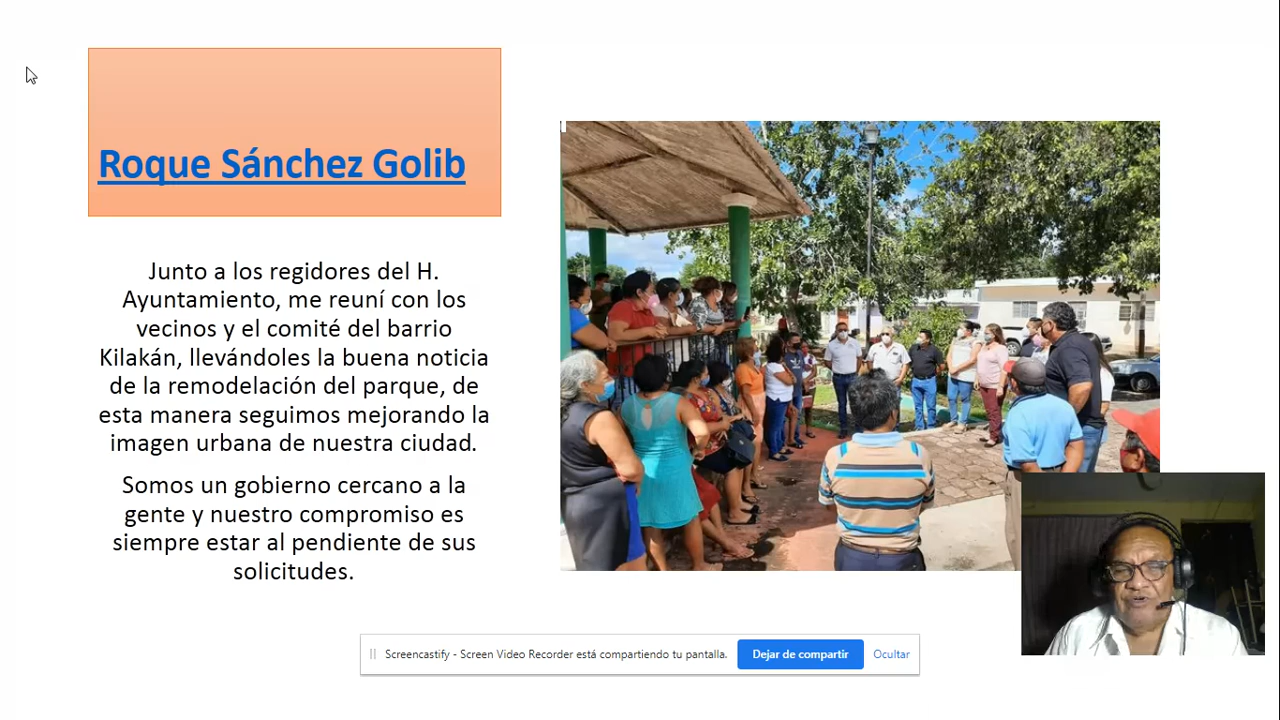 Roque Sánchez Golib
Junto a los regidores del H.
Ayuntamiento, me reuní con los
vecinos y el comité del barrio
Kilakán, llevándoles la buena noticia
de la remodelación del parque, de
esta manera seguimos mejorando la
imagen urbana de nuestra ciudad.
Somos un gobierno cercano a la
gente y nuestro compromiso es
siempre estar al pendiente de sus
solicitudes.
Screencastify - Screen Video Recorder está compartiendo tu pantalla. Dejar de compartir Ocultar